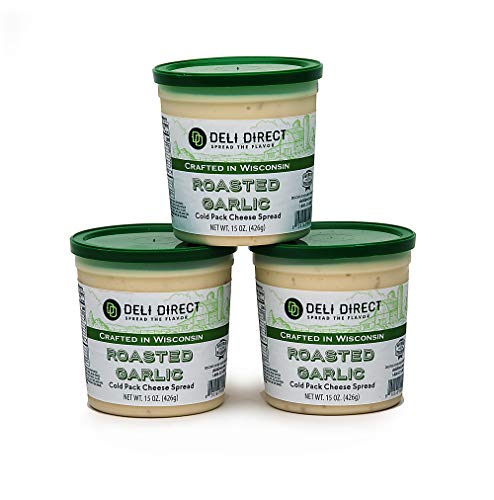 DELI DIRECT
SPREAD THE FLAVOR
CRAFTED IN WISCONSIN
ROASTED
GARLIC
Cold Pack Cheese Spread
NET WT. 15 OZ. (426g)
DELI DIRECT
SPREAD THE FLAVOR
CRAFTED IN WISCONSIN
ROASTED
GARLIC
Cold Pack Cheese Spread
NET WT. 15 OZ. (426g)
DELI DIRECT
SPREAD THE FLAVOR
CRAFTED IN WISCONSIN
ROASTED
GARLIC
Cold Pack Cheese Spread
NET WT. 15 OZ. (426g)